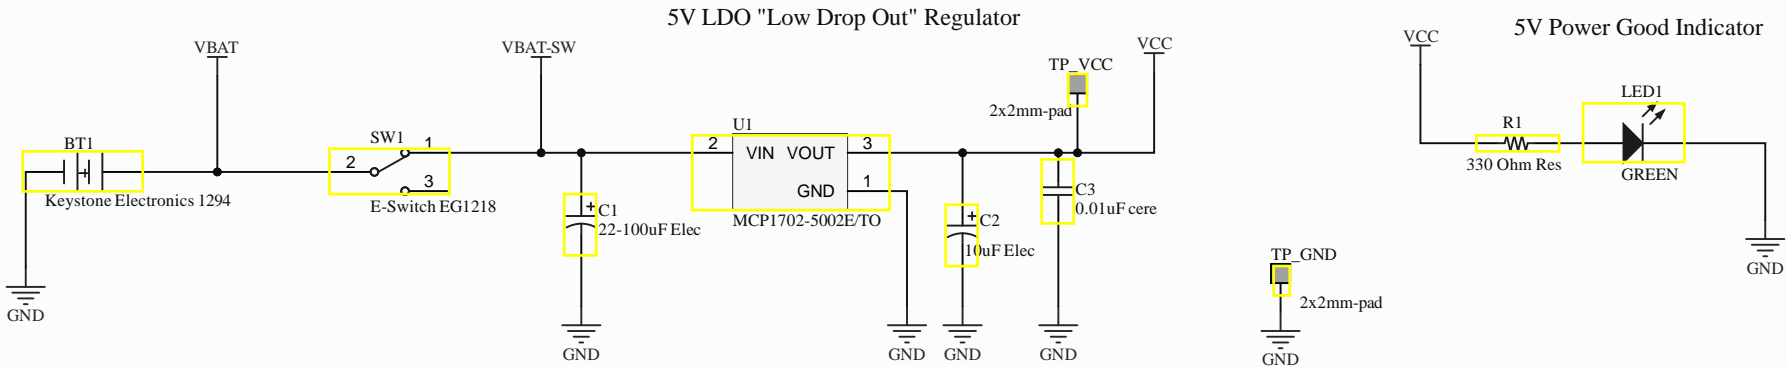 5V LDO "Low Drop Out" Regulator
5V Power Good Indicator
VBAT
VBAT-SW
VCC
VCC
TP_VCC
2x2mm-pad
BT1
+
Keystone Electronics 1294
SW1
1
2
3
E-Switch EG1218
U1
2
VIN VOUT
3
GND
1
MCP1702-5002E/TO
+
C1
22-100uF Elec
+
C2
10uF Elec
C3
0.01uF cere
TP_GND
2x2mm-pad
R1
330 Ohm Res
LED1
GREEN
GND
GND
GND
GND
GND
GND
GND